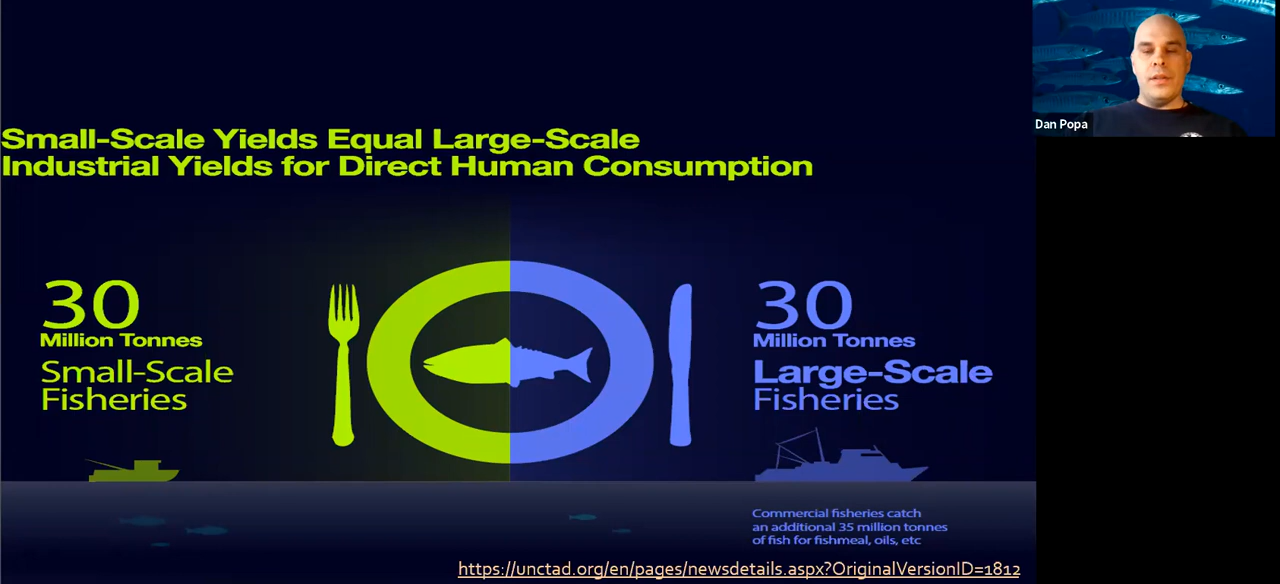 Small-Scale Yields Equal Large-Scale
Industrial Yields for Direct Human Consumption
30
Million Tonnes
Small-Scale
Fisheries
30
Million Tonnes
Large-Scale
Fisheries
Commercial fisheries catch
an additional 35 million tonnes
of fish for fishmeal, oils, etc
https://unctad.org/en/pages/newsdetails.aspx?OriginalVersionID=1812
Dan Popa